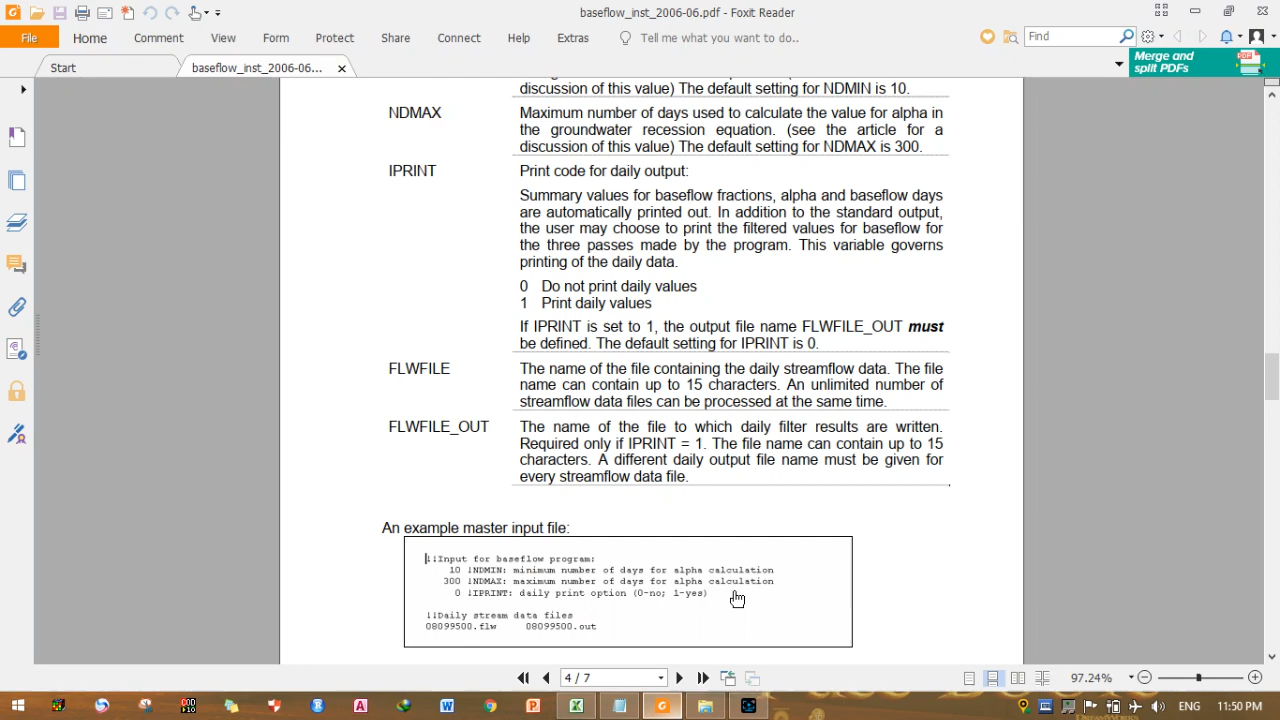 baseflow_inst_2006-06.pdf - Foxit Reader
File Home Comment View Form Protect Share Connect Help Extras Tell me what you want to do.. Find
Start baseflow_inst_2006-06... Merge and
split PDFs
discussion of this value) The default setting for NDMIN is 10.
NDMAX Maximum number of days used to calculate the value for alpha in
the groundwater recession equation. (see the article for a
discussion of this value) The default setting for NDMAX is 300.
IPRINT Print code for daily output:
Summary values for baseflow fractions, alpha and baseflow days
are automatically printed out. In addition to the standard output,
the user may choose to print the filtered values for baseflow for
the three passes made by the program. This variable governs
printing of the daily data.
0 Do not print daily values
1 Print daily values
If IPRINT is set to 1, the output file name FLWFILE_OUT must
be defined. The default setting for IPRINT is 0.
FLWFILE The name of the file containing the daily streamflow data. The file
name can contain up to 15 characters. An unlimited number of
streamflow data files can be processed at the same time.
FLWFILE_OUT The name of the file to which daily filter results are written.
Required only if IPRINT = 1. The file name can contain up to 15
characters. A different daily output file name must be given for
every streamflow data file.
An example master input file:
!!Input for baseflow program:
10 !NDMIN: minimum number of days for alpha calculation
300 !NDMAX: maximum number of days for alpha calculation
0 !IPRINT: daily print option (0-no; 1-yes)
!!Daily stream data files
08099500.flw 08099500.out
4 / 7 97.24%
ENG 11:50 PM